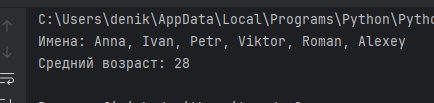 C:\Users\denik\AppData\Local\Programs\Python\Pytho
Имена: Anna, Ivan, Petr, Viktor, Roman, Alexey
Средний возраст: 28